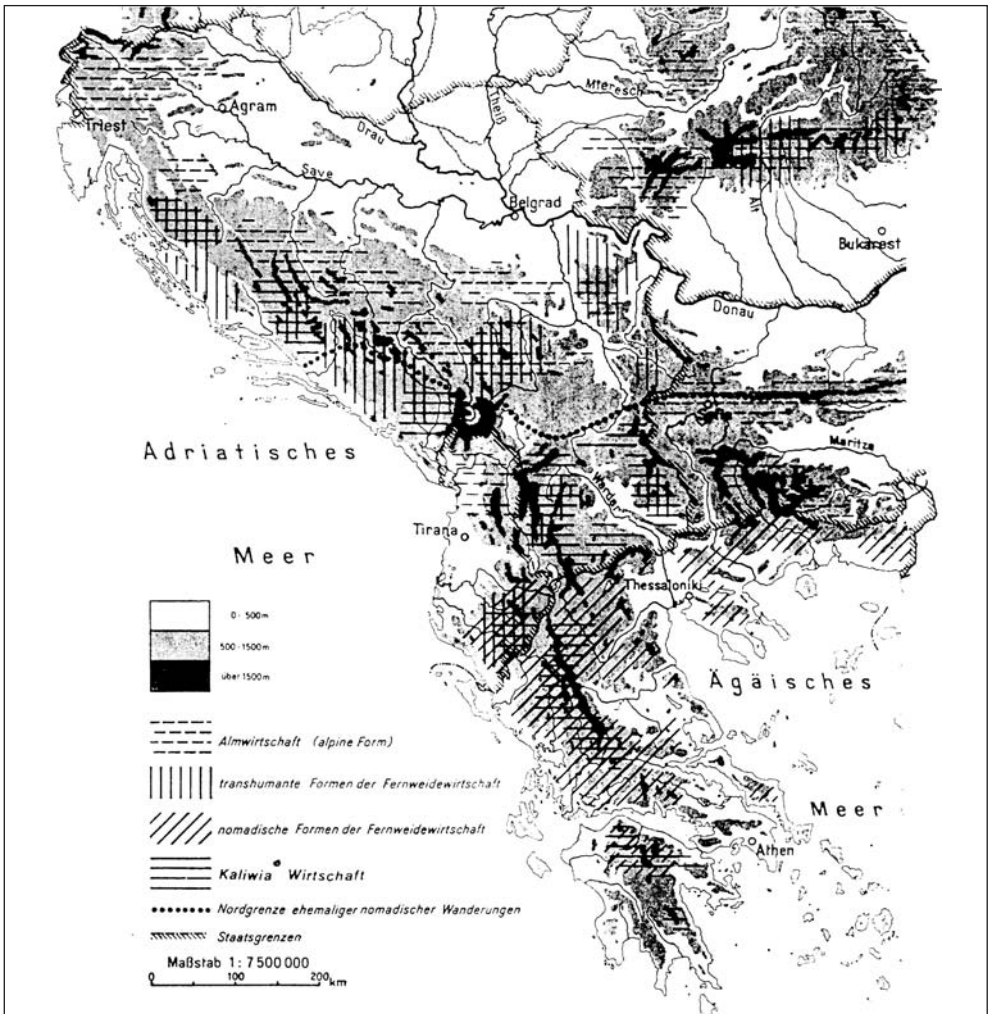 Agram
Triest
Drau
Save
Theiß
Mieresch
Belgrad
Alt
Bukarest
Donau
Sofia
Maritza
Wardar
Adriatisches
Meer
Tirana
Thessaloniki
Ägäisches
Meer
Athen
0 - 500m
500 - 1500m
über 1500m
Almwirtschaft (alpine Form)
transhumante Formen der Fernweidewirtschaft
nomadische Formen der Fernweidewirtschaft
Kaliwia Wirtschaft
Nordgrenze ehemaliger nomadischer Wanderungen
Staatsgrenzen
Maßstab 1: 7 500 000
0 100 200 km